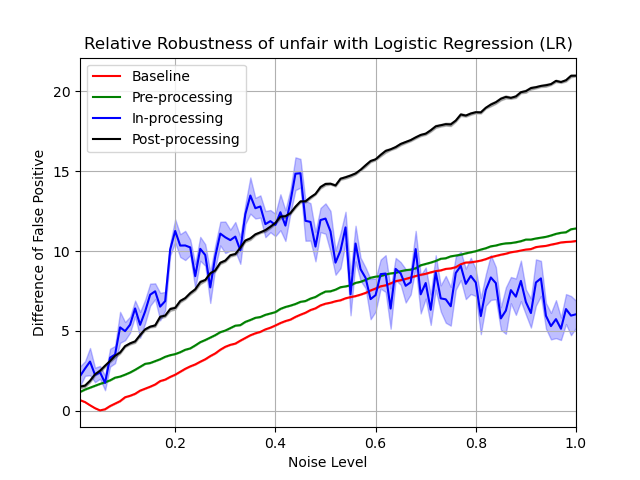 Relative Robustness of unfair with Logistic Regression (LR)
Baseline
Pre-processing
In-processing
Post-processing
Difference of False Positive
20
15
10
5
0
0.2 0.4 0.6 0.8 1.0
Noise Level